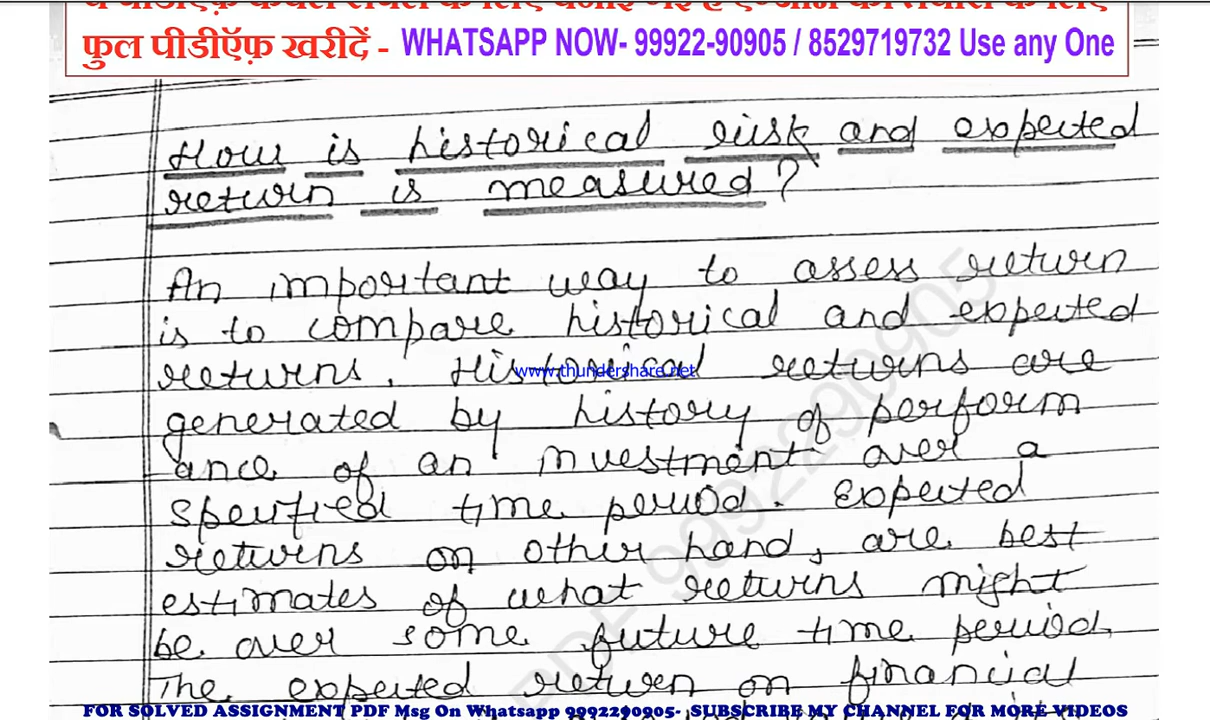 फुल पीडीऍफ़ खरीदें - WHATSAPP NOW- 99922-90905 / 8529719732 Use any One
How is historical risk and expected
return is measured?
An important way to assess return
is to compare historical and expected
returns. Historical returns are
www.thundershare.net
generated by history of perform
ance of an investment over a
specified time period. Expected
returns on other hand, are best
estimates of what returns might
be over some future time period.
The expected return on financial
PDF- 9992290905
FOR SOLVED ASSIGNMENT PDF Msg On Whatsapp 9992290905- SUBSCRIBE MY CHANNEL FOR MORE VIDEOS